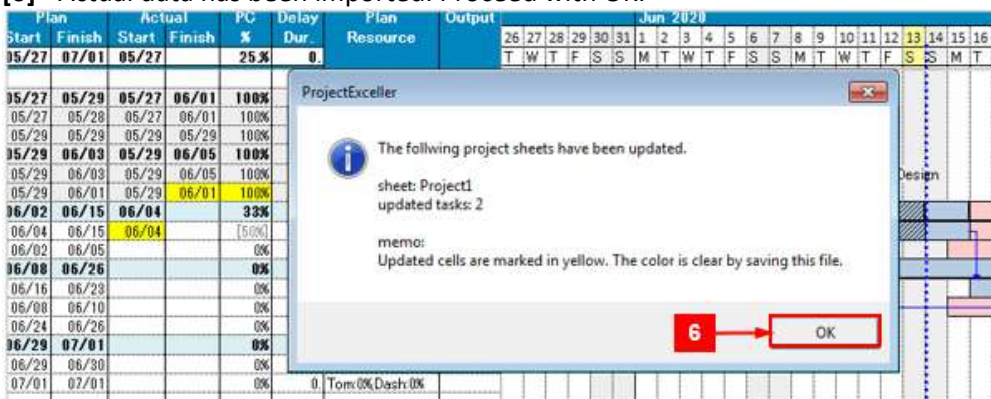 [6] Actual data has been imported. Proceed with OK.
Plan Actual PC Delay Plan Output Jun 2020
Start Finish Start Finish % Dur. Resource 26 27 28 29 30 31 1 2 3 4 5 6 7 8 9 10 11 12 13 14 15 16
05/27 07/01 05/27 25% 0. T W T F S S M T W T F S S M T W T F S S M T
05/27 05/29 05/27 06/01 100%
05/27 05/28 05/27 06/01 100%
05/29 05/29 05/29 05/29 100%
05/29 06/03 05/29 06/05 100%
05/29 06/03 05/29 06/05 100% Design
05/29 06/01 05/29 06/01 100%
06/02 06/15 06/04 33%
06/04 06/15 06/04 [50%]
06/02 06/05 0%
06/08 06/26 0%
06/16 06/23 0%
06/08 06/10 0%
06/24 06/26 0%
06/29 07/01 0%
06/29 06/30 0%
07/01 07/01 0% 0. Tom:0%,Dash:0%
ProjectExceller
The follwing project sheets have been updated.
sheet: Project1
updated tasks: 2
memo:
Updated cells are marked in yellow. The color is clear by saving this file.
6 OK